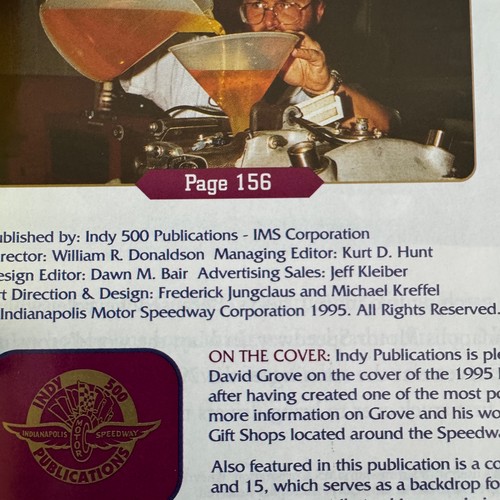 Page 156
ublished by: Indy 500 Publications - IMS Corporation
rector: William R. Donaldson Managing Editor: Kurt D. Hunt
esign Editor: Dawn M. Bair Advertising Sales: Jeff Kleiber
rt Direction & Design: Frederick Jungclaus and Michael Kreffel
Indianapolis Motor Speedway Corporation 1995. All Rights Reserved.
ON THE COVER: Indy Publications is ple
David Grove on the cover of the 1995
after having created one of the most po
more information on Grove and his wo
Gift Shops located around the Speedwa
Also featured in this publication is a co
and 15, which serves as a backdrop fo
INDY 500
INDIANAPOLIS MOTOR SPEEDWAY
PUBLICATIONS